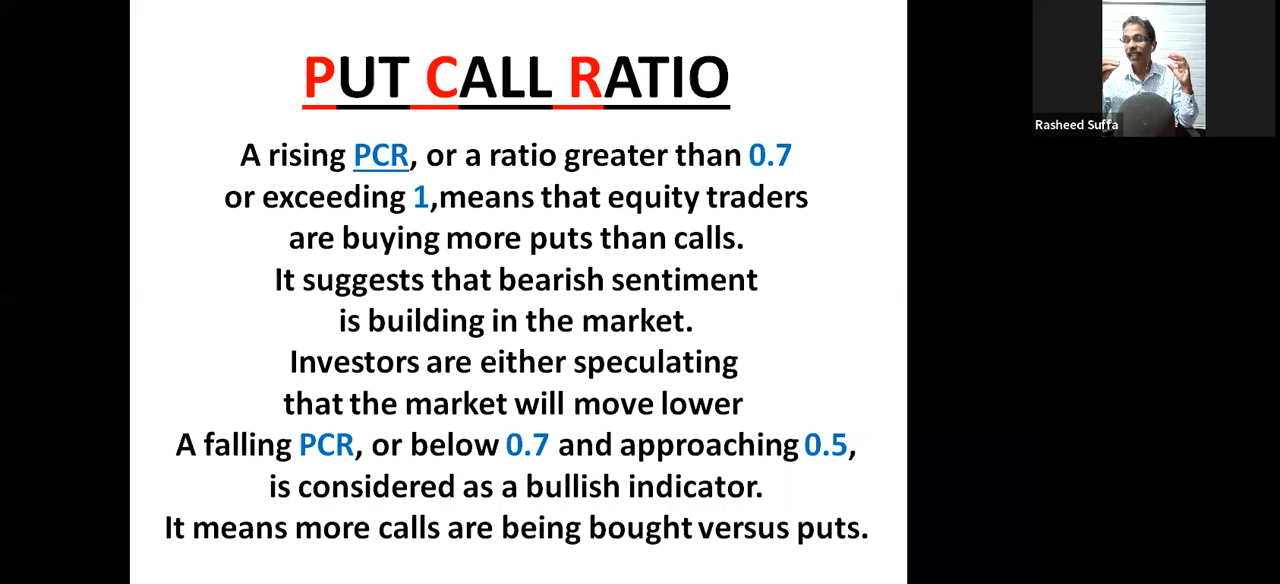 PUT CALL RATIO
A rising PCR, or a ratio greater than 0.7
or exceeding 1,means that equity traders
are buying more puts than calls.
It suggests that bearish sentiment
is building in the market.
Investors are either speculating
that the market will move lower
A falling PCR, or below 0.7 and approaching 0.5,
is considered as a bullish indicator.
It means more calls are being bought versus puts.
Rasheed Suffa